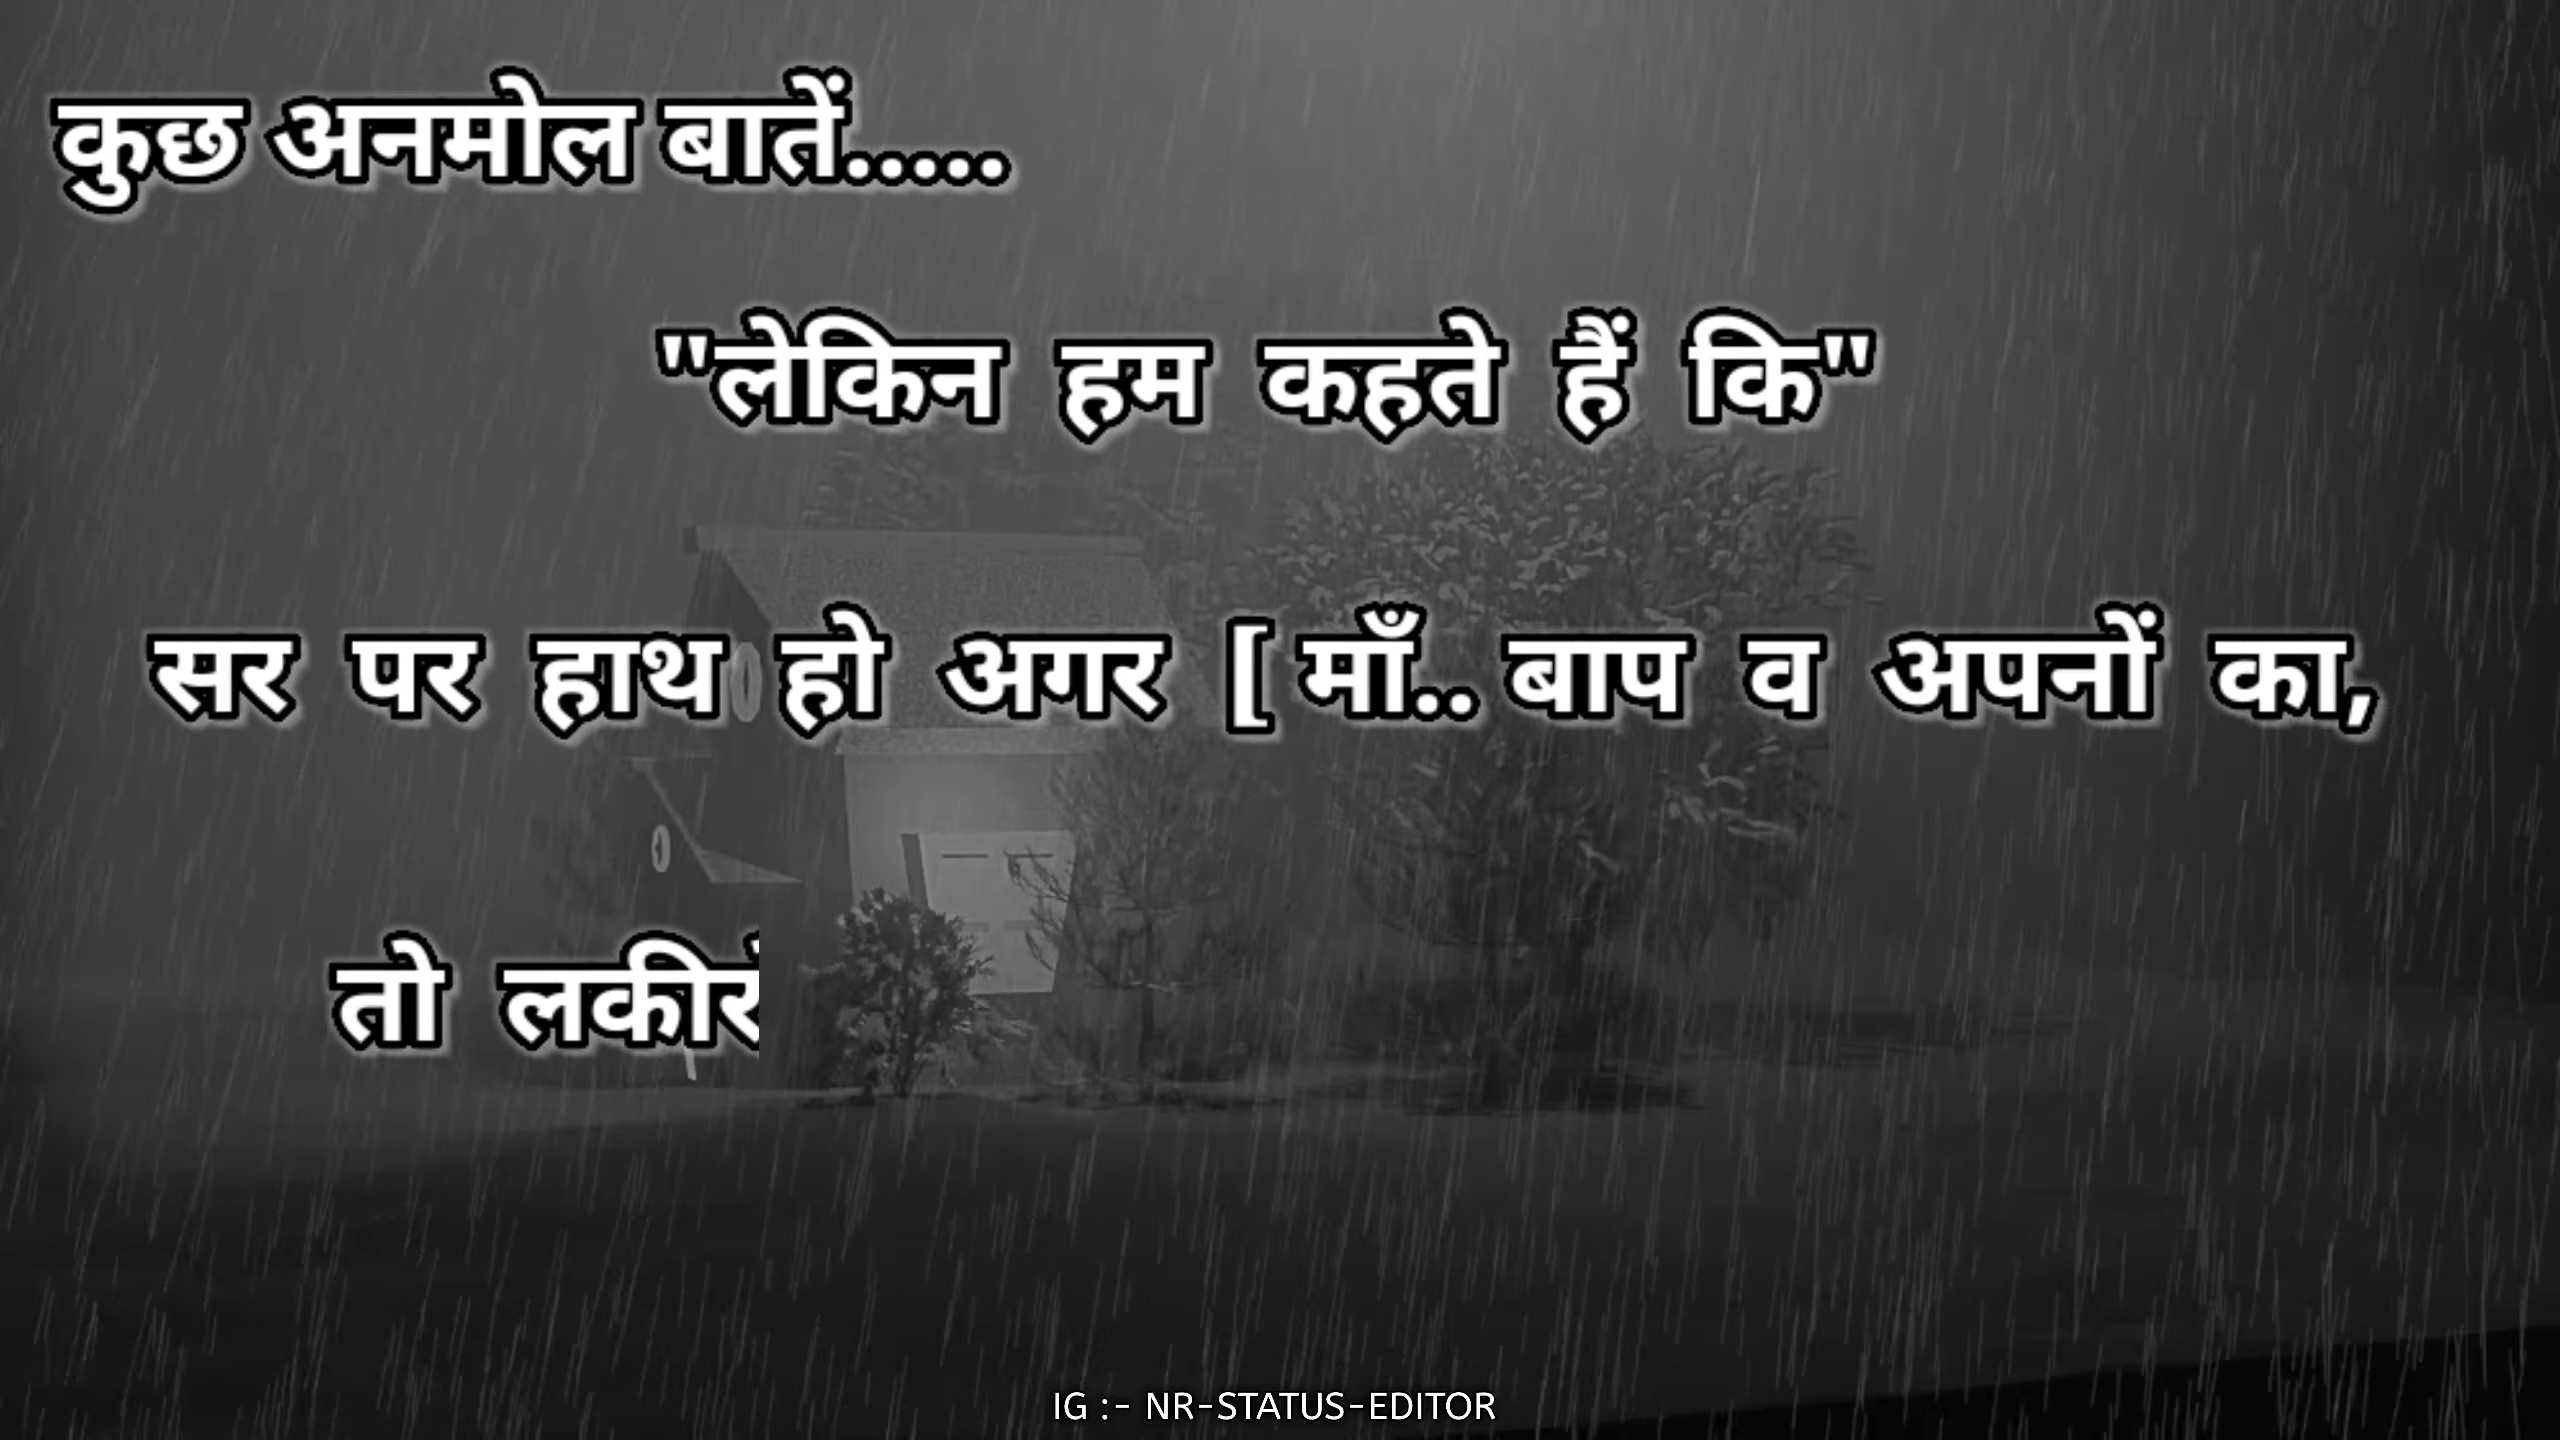 कुछ अनमोल बातें.....
"लेकिन हम कहते हैं कि"
सर पर हाथ हो अगर [ माँ.. बाप व अपनों का,
तो
IG :- NR-STATUS-EDITOR